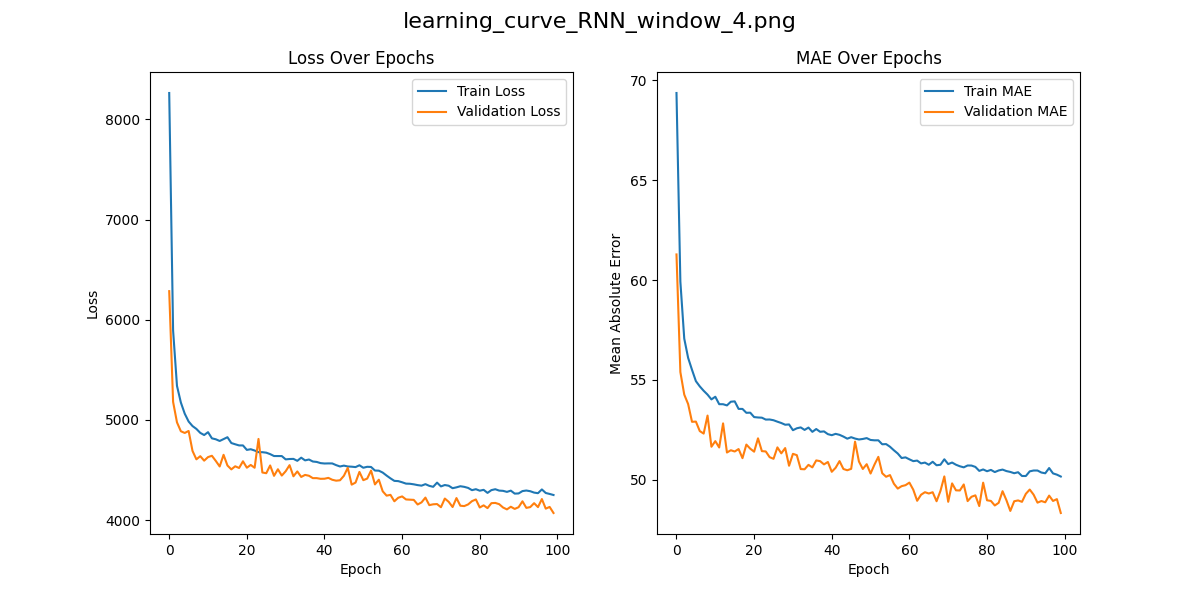 learning_curve_RNN_window_4.png
Loss Over Epochs
Train Loss
Validation Loss
8000
7000
6000
5000
4000
Loss
0
20
40
60
80
100
Epoch
MAE Over Epochs
Train MAE
Validation MAE
70
65
60
55
50
Mean Absolute Error
0
20
40
60
80
100
Epoch